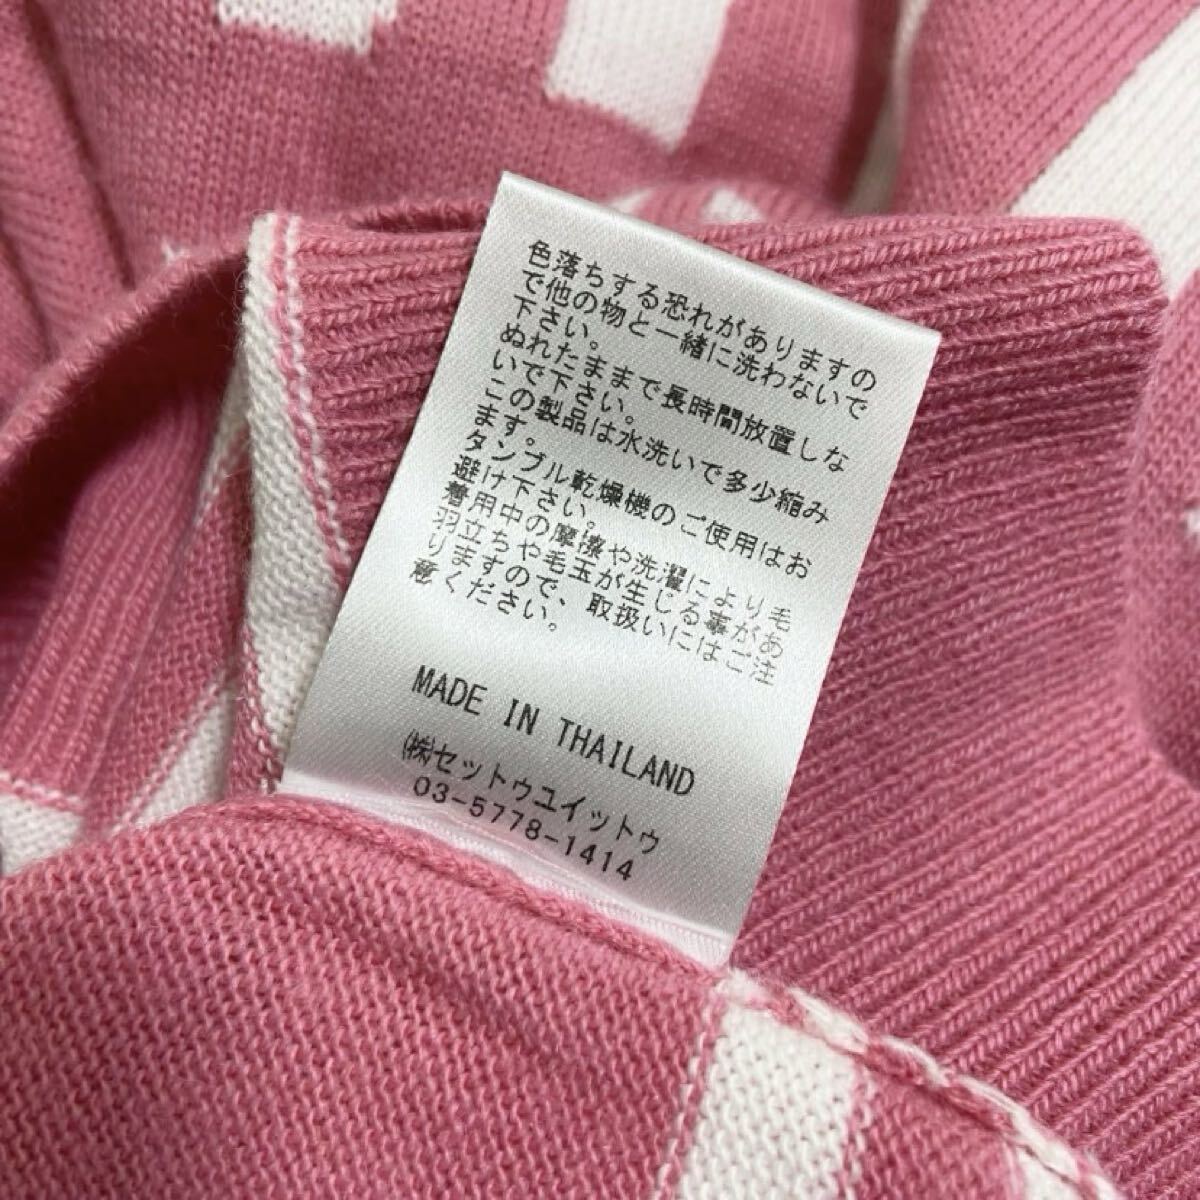 色落ちする恐れがありますの
で他の物と一緒に洗わないで
下さい。
ぬれたままで長時間放置しな
いで下さい。
この製品は水洗いで多少縮み
ます。
タンブル乾燥機のご使用はお
避け下さい。
着用中の摩擦や洗濯により毛
羽立ちや毛玉が生じる事があ
りますので、取扱いにはご注
意ください。
MADE IN THAILAND
㈱セットゥユイットゥ
03-5778-1414